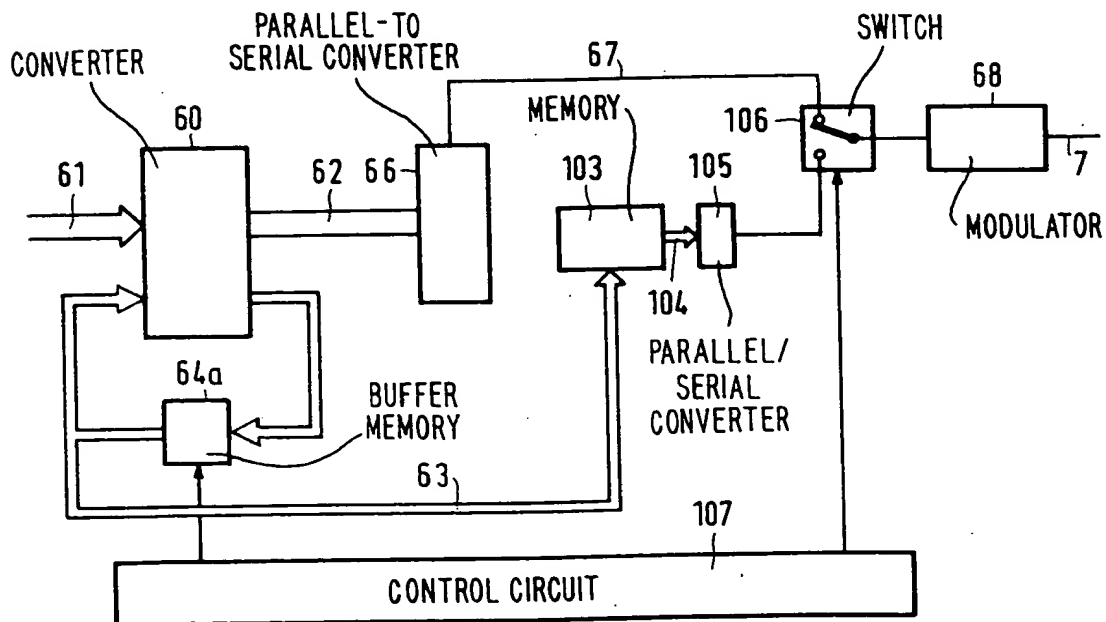 PARALLEL-TO
SERIAL CONVERTER
SWITCH
CONVERTER
67
MEMORY
68
60
106
61
62
66
103
105
7
MODULATOR
104
PARALLEL/
SERIAL
CONVERTER
64a
BUFFER
MEMORY
63
107
CONTROL CIRCUIT